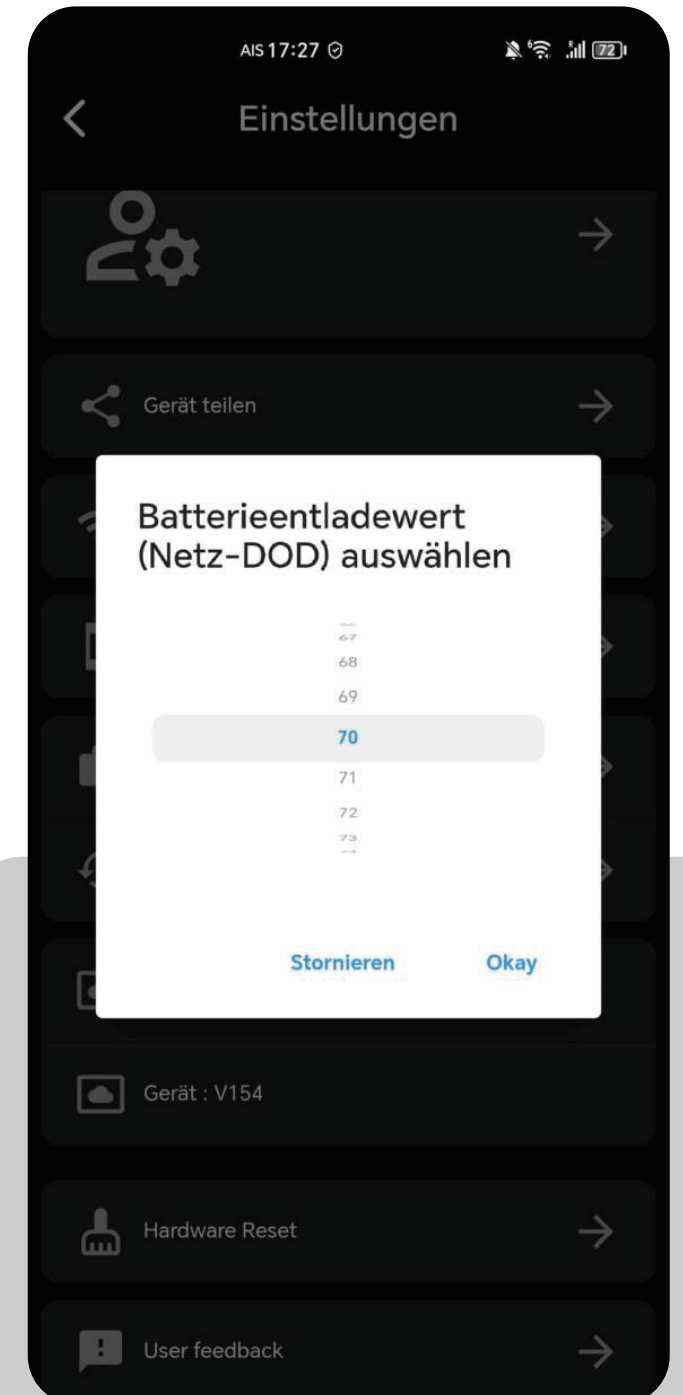 AIS 17:27 72
Einstellungen
Gerät teilen
Batterieentladewert
(Netz-DOD) auswählen
67
68
69
70
71
72
73
Stornieren Okay
Gerät : V154
Hardware Reset
User feedback